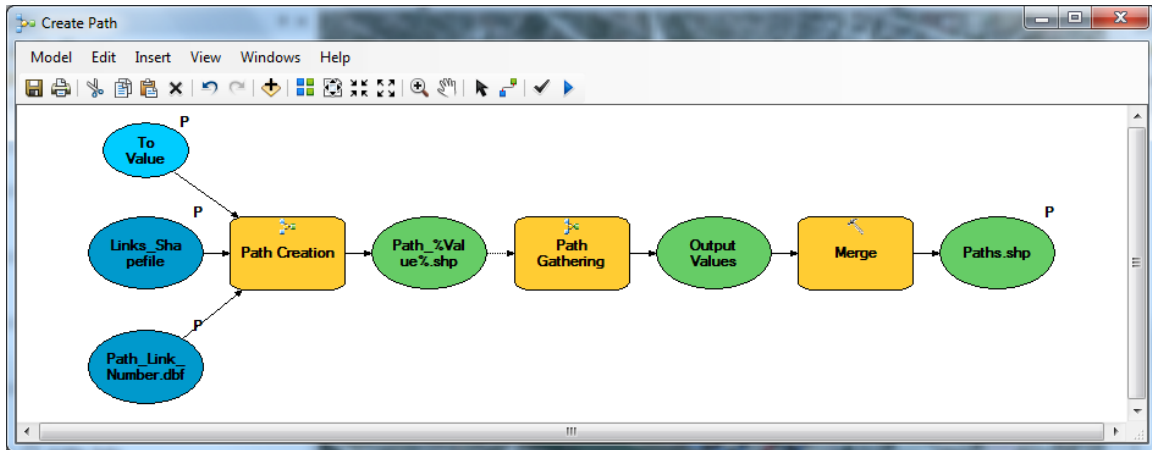 Create Path
Model Edit Insert View Windows Help
P
To
Value
P
Links_Sha
pefile
Path Creation
Path_%Val
ue%.shp
Path
Gathering
Output
Values
Merge
P
Paths.shp
P
Path_Link_
Number.dbf